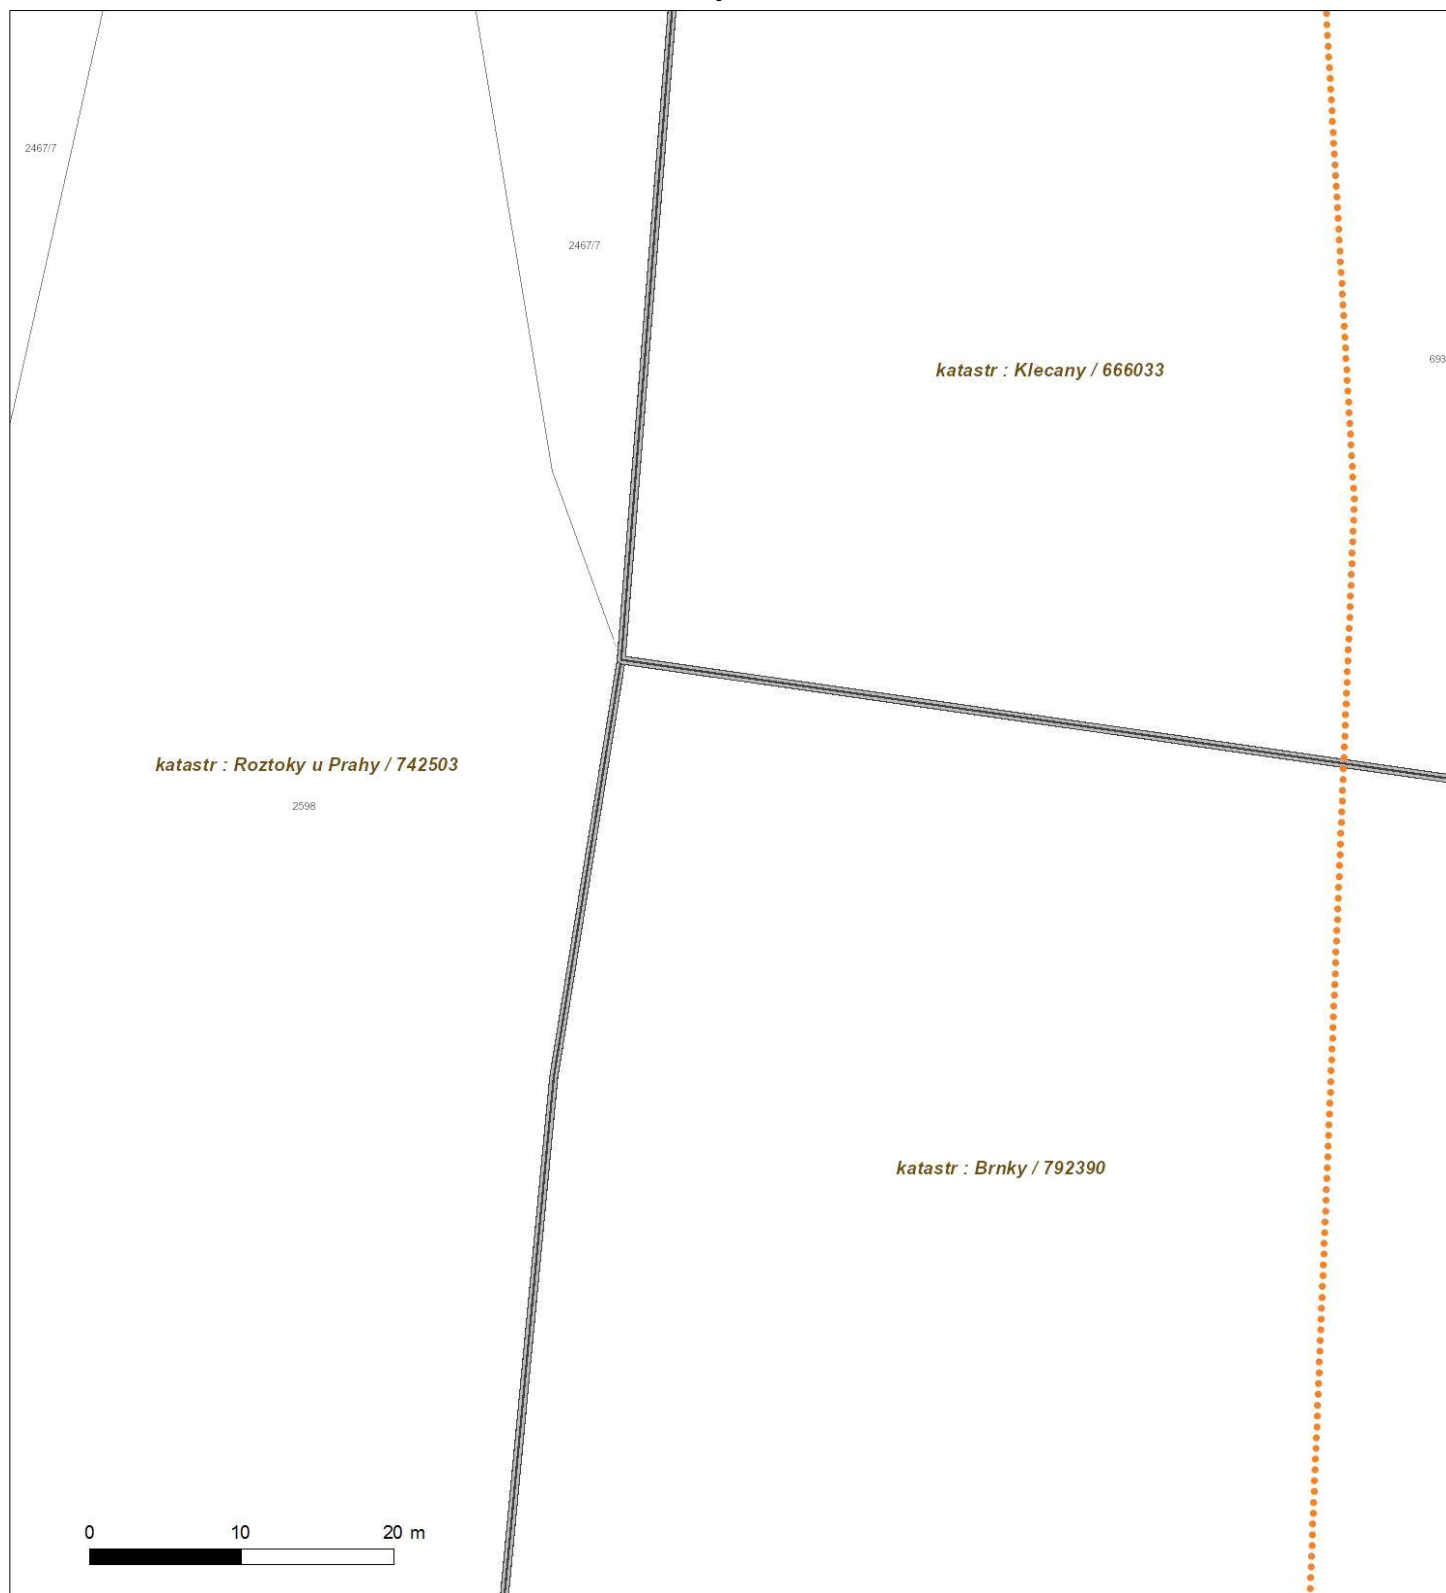 2467/7
2467/7
693
katastr : Klecany / 666033
katastr : Roztoky u Prahy / 742503
2598
katastr : Brnky / 792390
0 10 20 m